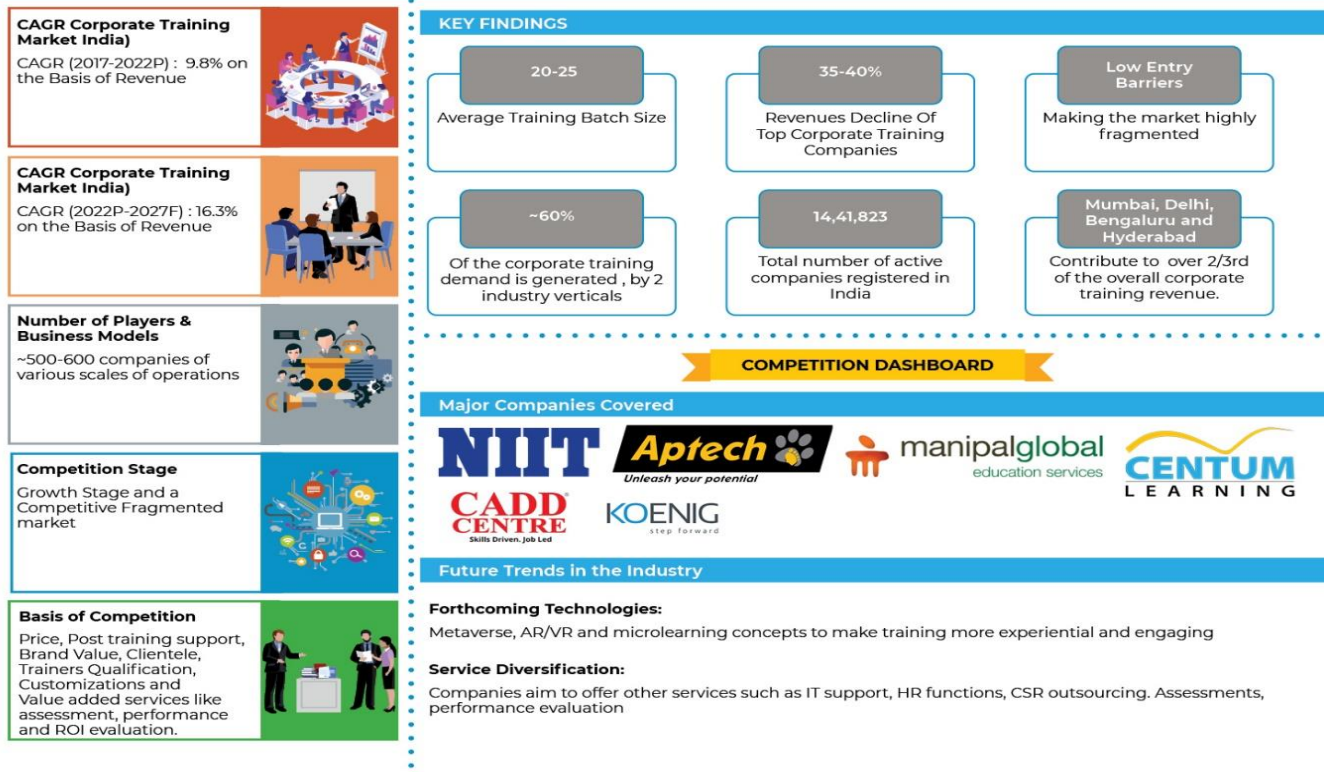 CAGR Corporate Training
Market India)
CAGR (2017-2022P) : 9.8% on
the Basis of Revenue
CAGR Corporate Training
Market India)
CAGR (2022P-2027F) : 16.3%
on the Basis of Revenue
Number of Players &
Business Models
~500-600 companies of
various scales of operations
Competition Stage
Growth Stage and a
Competitive Fragmented
market
Basis of Competition
Price, Post training support,
Brand Value, Clientele,
Trainers Qualification,
Customizations and
Value added services like
assessment, performance
and ROI evaluation.
KEY FINDINGS
20-25
Average Training Batch Size
35-40%
Revenues Decline Of
Top Corporate Training
Companies
Low Entry
Barriers
Making the market highly
fragmented
~60%
Of the corporate training
demand is generated , by 2
industry verticals
14,41,823
Total number of active
companies registered in
India
Mumbai, Delhi,
Bengaluru and
Hyderabad
Contribute to over 2/3rd
of the overall corporate
training revenue.
COMPETITION DASHBOARD
Major Companies Covered
NIIT
Aptech
Unleash your potential
manipalglobal
education services
CENTUM
LEARNING
CADD
CENTRE
Skills Driven. Job Led
KOENIG
step forward
Future Trends in the Industry
Forthcoming Technologies:
Metaverse, AR/VR and microlearning concepts to make training more experiential and engaging
Service Diversification:
Companies aim to offer other services such as IT support, HR functions, CSR outsourcing. Assessments,
performance evaluation